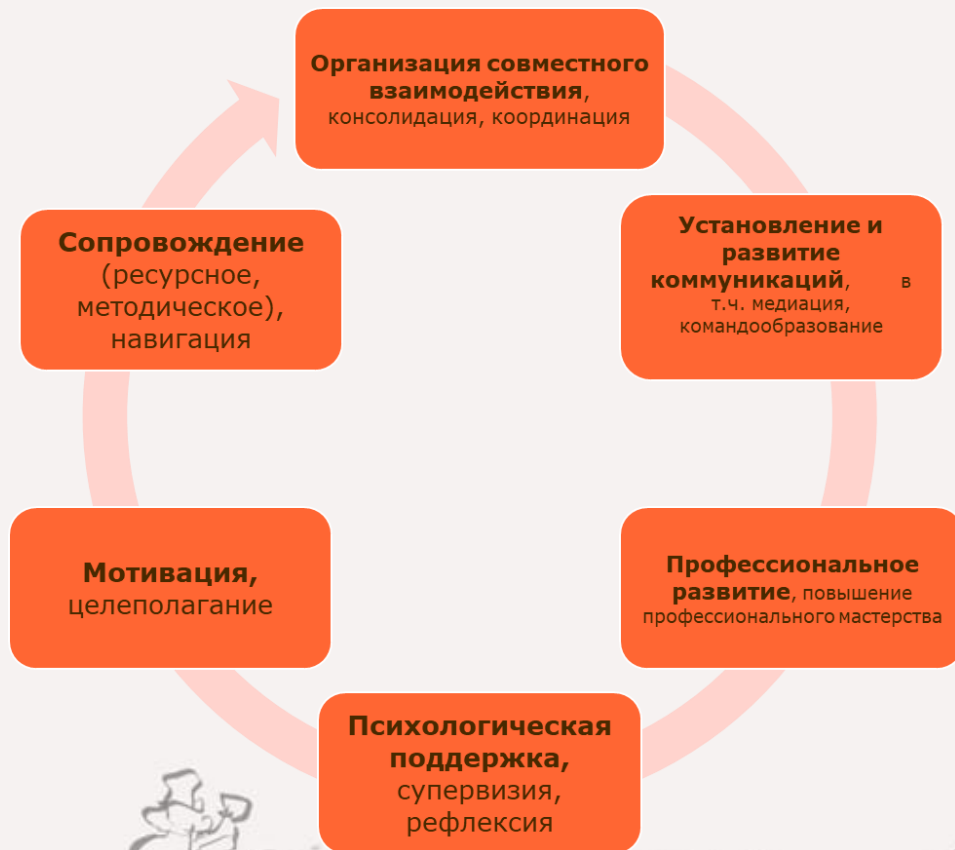 Организация совместного
взаимодействия,
консолидация, координация
Установление и
развитие
коммуникаций, в
т.ч. медиация,
командообразование
Профессиональное
развитие, повышение
профессионального мастерства
Психологическая
поддержка,
супервизия,
рефлексия
Мотивация,
целеполагание
Сопровождение
(ресурсное,
методическое),
навигация